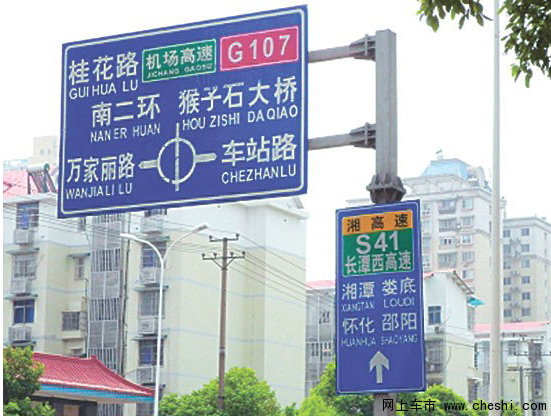 桂花路 机场高速 G107
GUI HUA LU JICHANG GAOSU
南二环 猴子石大桥
NAN ER HUAN HOU ZISHI DA QIAO
万家丽路 车站路
WANJIALI LU CHEZHANLU
湘高速
S41
长潭西高速
湘潭 娄底
XIANGTAN LOUDI
怀化 邵阳
HUANHUA SHAOYANG
网上车市 www.cheshi.com